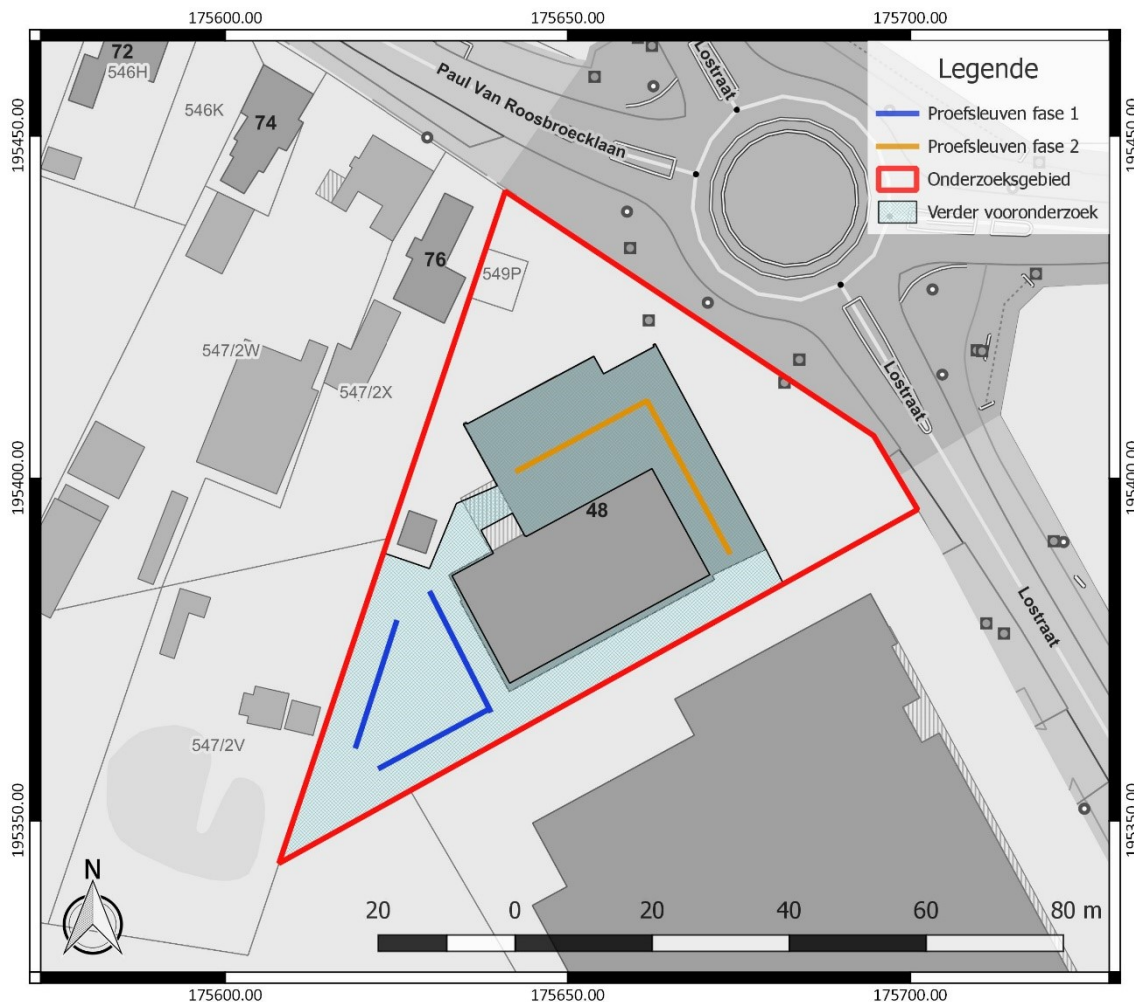 175600.00
175650.00
175700.00
195450.00
195400.00
195350.00
72
546H
546K
74
Paul Van Roosbroecklaan
Lostraat
Legende
Proefsleuven fase 1
Proefsleuven fase 2
Onderzoeksgebied
Verder vooronderzoek
195450.00
76
549P
547/2W
547/2X
Lostraat
48
195400.00
Lostraat
547/2V
195350.00
N
20
0
20
40
60
80 m
175600.00
175650.00
175700.00